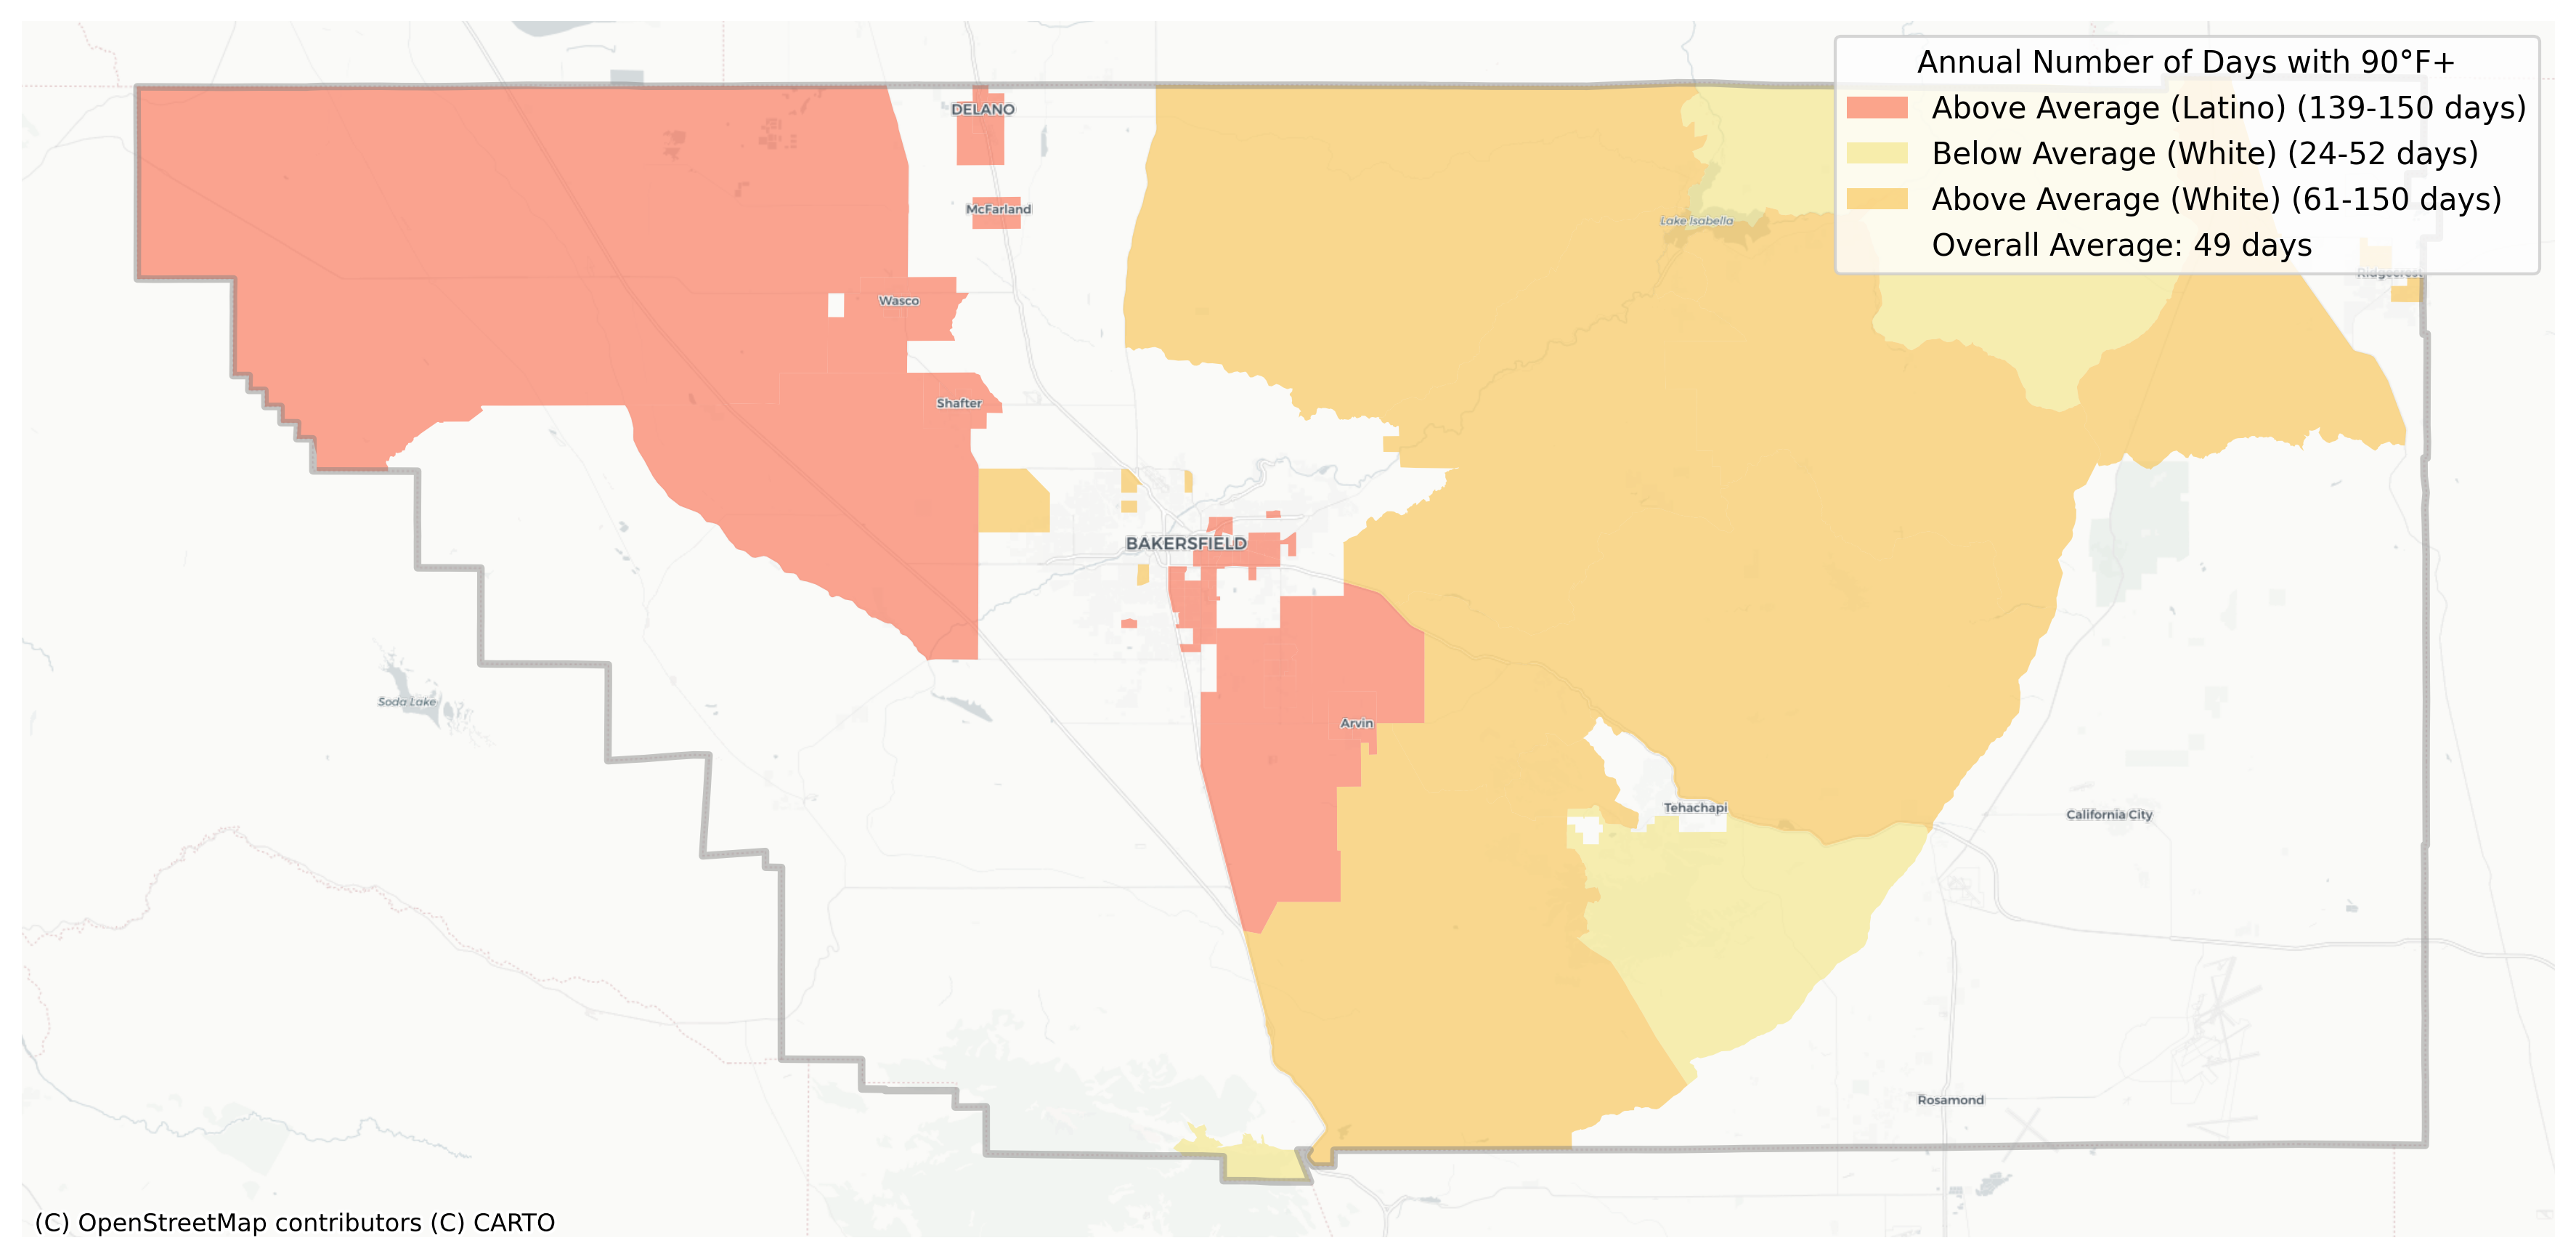 Annual Number of Days with 90°F+
Above Average (Latino) (139-150 days)
Below Average (White) (24-52 days)
Above Average (White) (61-150 days)
Overall Average: 49 days
DELANO
McFarland
Lake Isabella
Ridgecrest
Wasco
Shafter
BAKERSFIELD
Soda Lake
Arvin
Tehachapi
California City
Rosamond
(C) OpenStreetMap contributors (C) CARTO